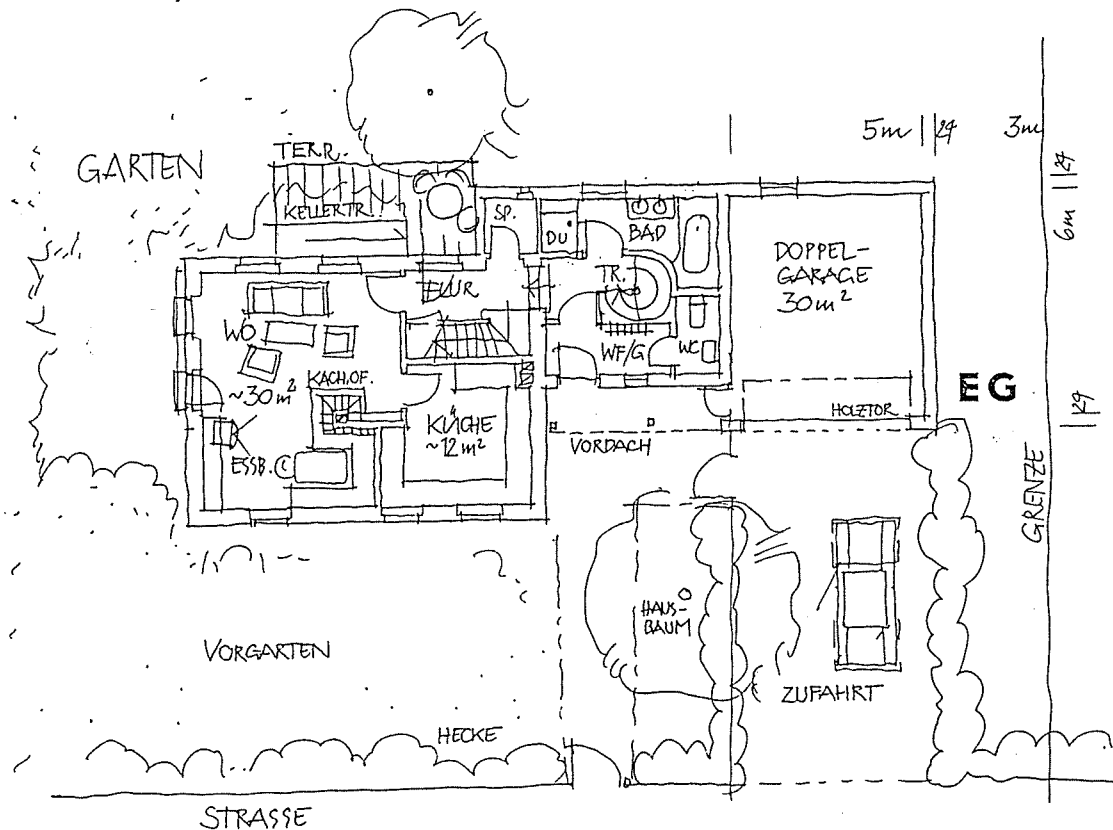 5m 24 3m
GARTEN
TERR.
KELLERTR.
SP.
DU
BAD
24
6m
DOPPEL-
GARAGE
30m²
FLUR
TR.
WO
~30m²
KACH.OF.
WF/G
WC
EG
HOLZTOR
24
KÜCHE
~12m²
VORDACH
ESSB.
GRENZE
HAUS-
BAUM
VORGARTEN
ZUFAHRT
HECKE
STRASSE